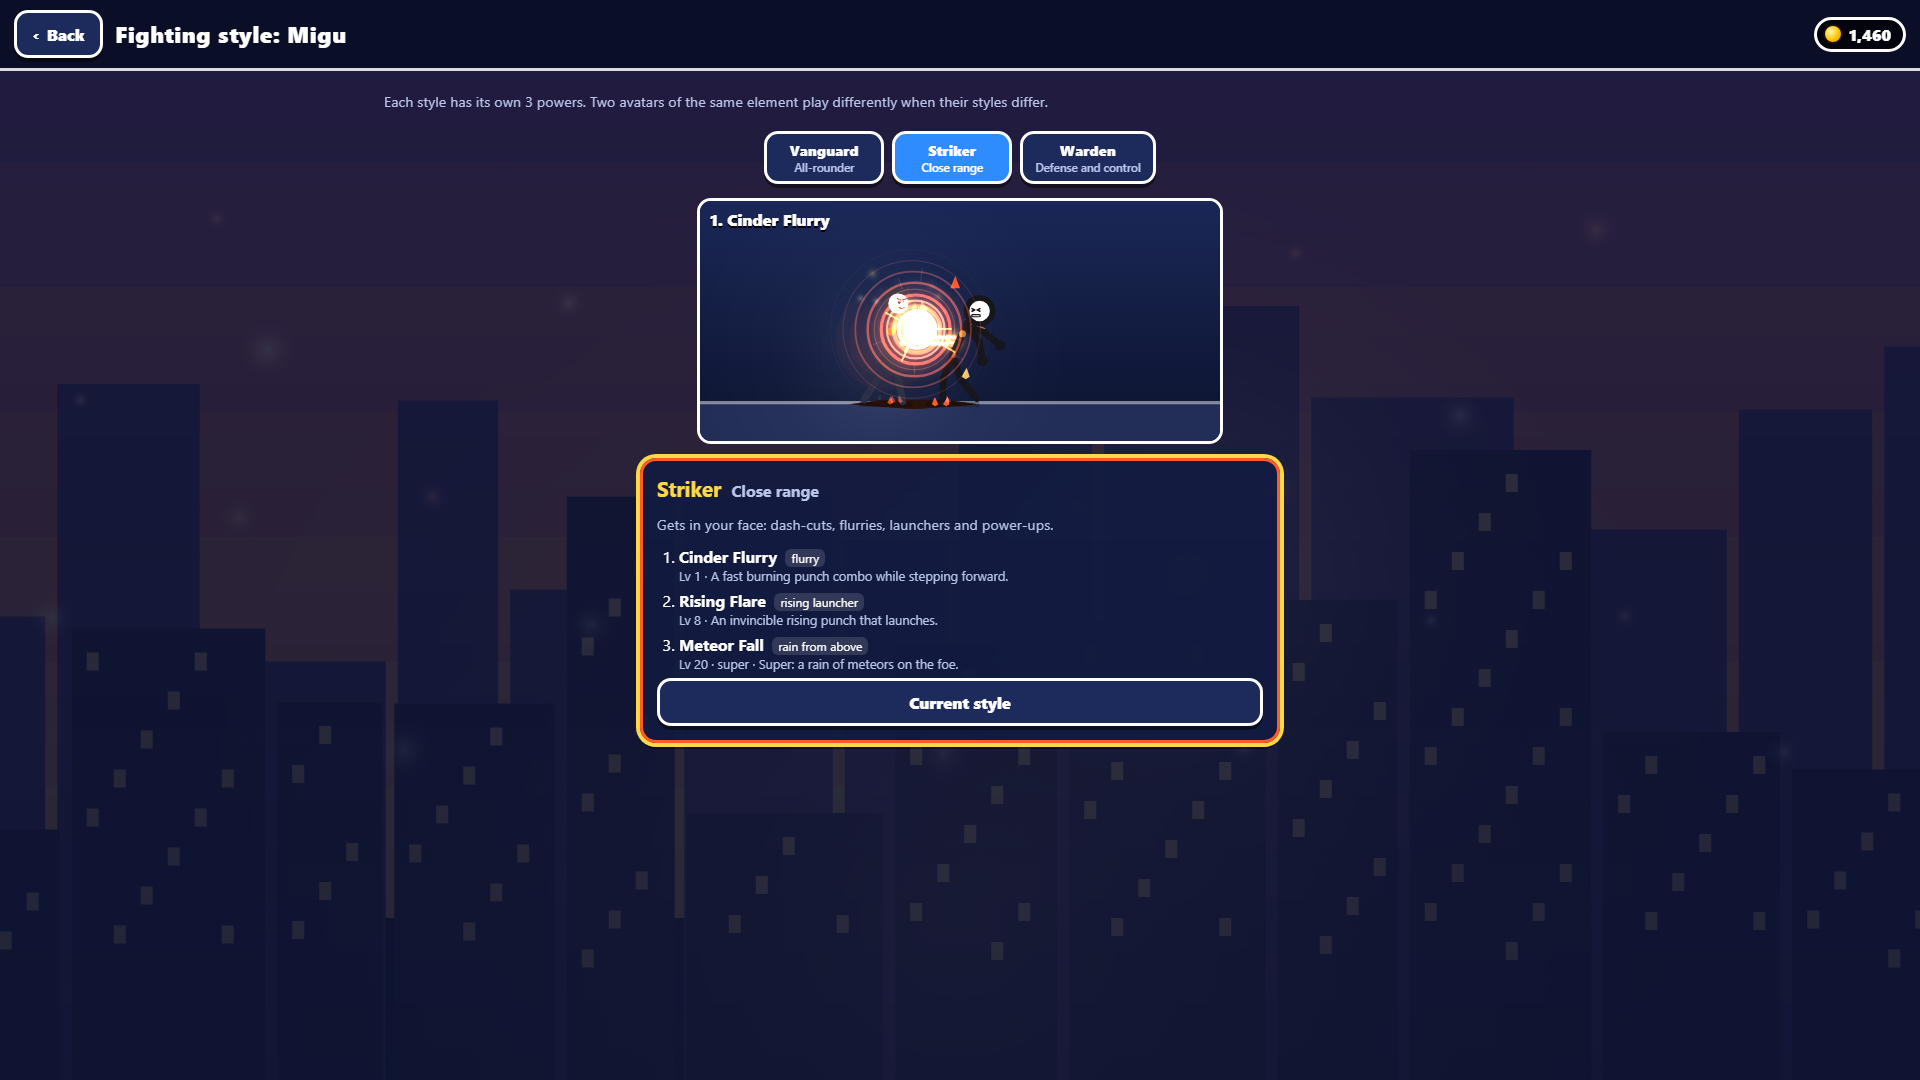 ‹ Back
Fighting style: Migu
1,460
Each style has its own 3 powers. Two avatars of the same element play differently when their styles differ.
Vanguard
All-rounder
Striker
Close range
Warden
Defense and control
1. Cinder Flurry
Striker Close range
Gets in your face: dash-cuts, flurries, launchers and power-ups.
1. Cinder Flurry flurry
Lv 1 · A fast burning punch combo while stepping forward.
2. Rising Flare rising launcher
Lv 8 · An invincible rising punch that launches.
3. Meteor Fall rain from above
Lv 20 · super · Super: a rain of meteors on the foe.
Current style